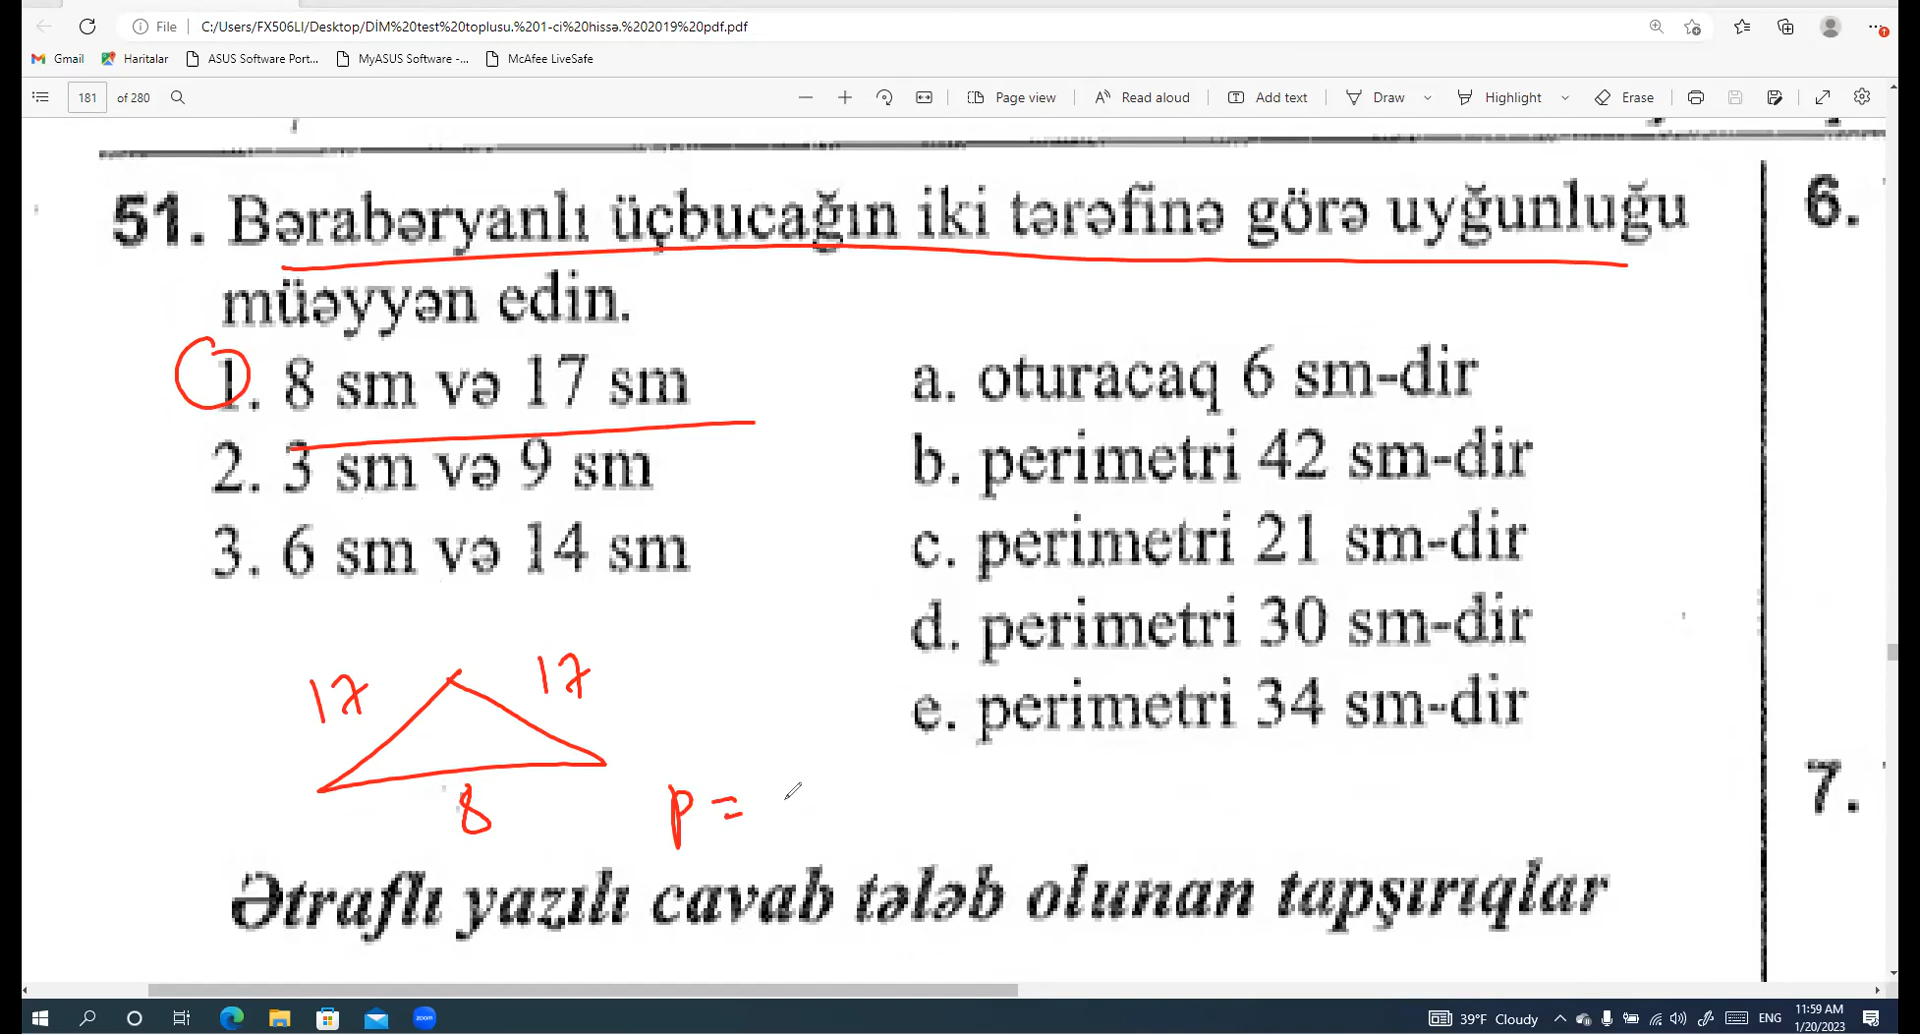 File C:/Users/FX506LI/Desktop/DİM%20test%20toplusu.%201-ci%20hissə.%202019%20pdf.pdf
Gmail Haritalar ASUS Software Port... MyASUS Software -... McAfee LiveSafe
181 of 280 Page view Read aloud Add text Draw Highlight Erase
51. Bərabəryanlı üçbucağın iki tərəfinə görə uyğunluğu
müəyyən edin.
1. 8 sm və 17 sm
2. 3 sm və 9 sm
3. 6 sm və 14 sm
a. oturacaq 6 sm-dir
b. perimetri 42 sm-dir
c. perimetri 21 sm-dir
d. perimetri 30 sm-dir
e. perimetri 34 sm-dir
17 17
8 P =
Ətraflı yazılı cavab tələb olunan tapşırıqlar
6.
7.
zoom 39°F Cloudy ENG 11:59 AM
1/20/2023